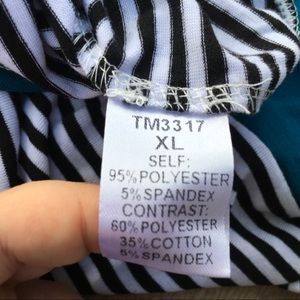 TM3317
XL
SELF:
95%POLYESTER
5%SPANDEX
CONTRAST:
60%POLYESTER
35%COTTON
5%SPANDEX